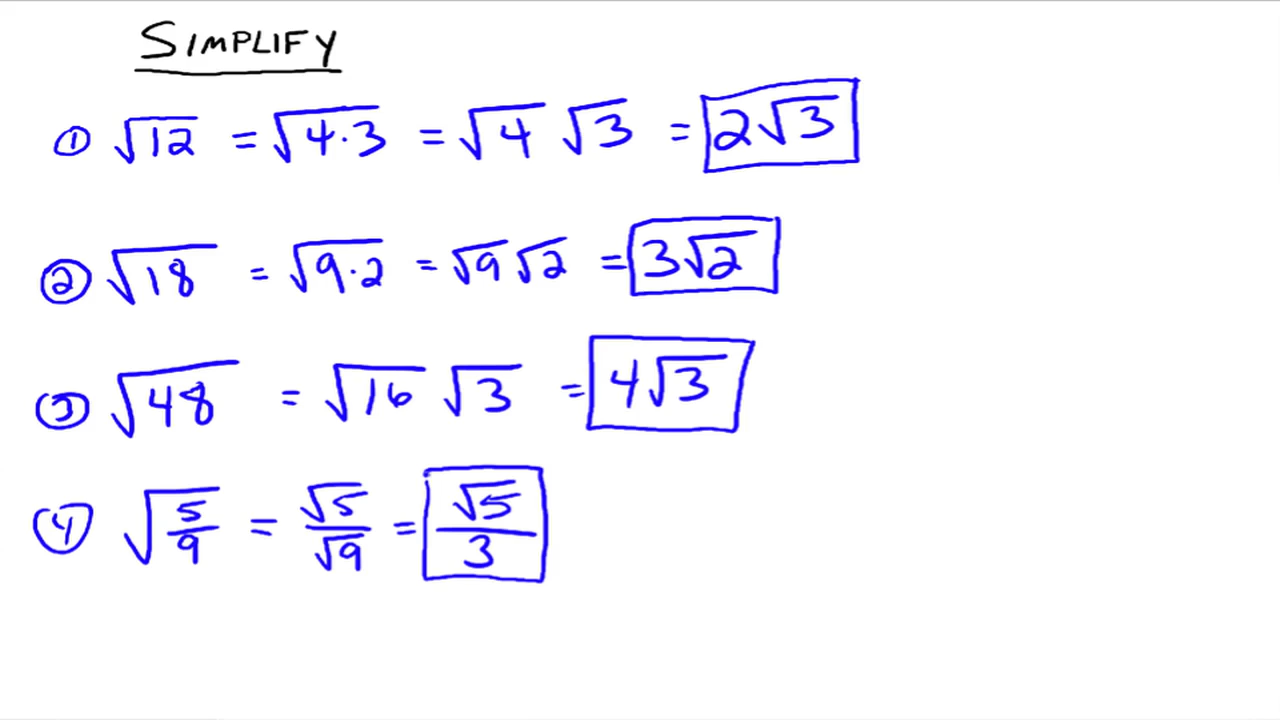 SIMPLIFY
① √12 = √4·3 = √4 √3 = 2√3
② √18 = √9·2 = √9 √2 = 3√2
③ √48 = √16 √3 = 4√3
④ √5/9 = √5/√9 = √5/3